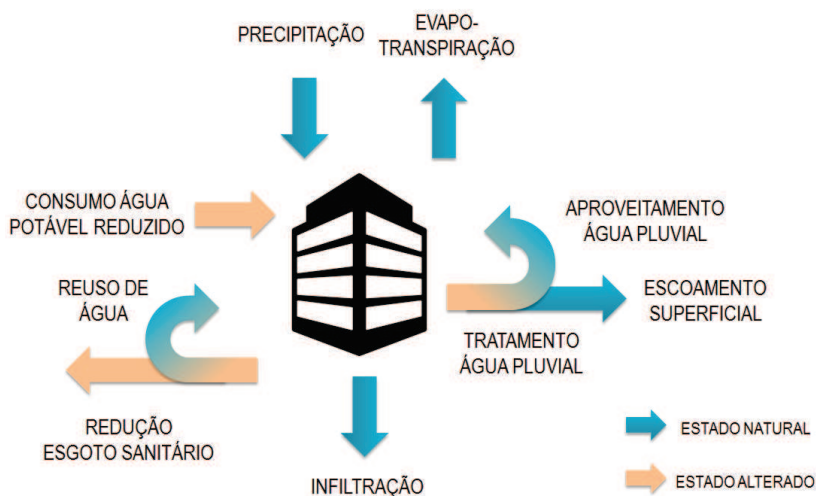 PRECIPITAÇÃO
EVAPO-
TRANSPIRAÇÃO
CONSUMO ÁGUA
POTÁVEL REDUZIDO
APROVEITAMENTO
ÁGUA PLUVIAL
REUSO DE
ÁGUA
ESCOAMENTO
SUPERFICIAL
TRATAMENTO
ÁGUA PLUVIAL
REDUÇÃO
ESGOTO SANITÁRIO
INFILTRAÇÃO
ESTADO NATURAL
ESTADO ALTERADO